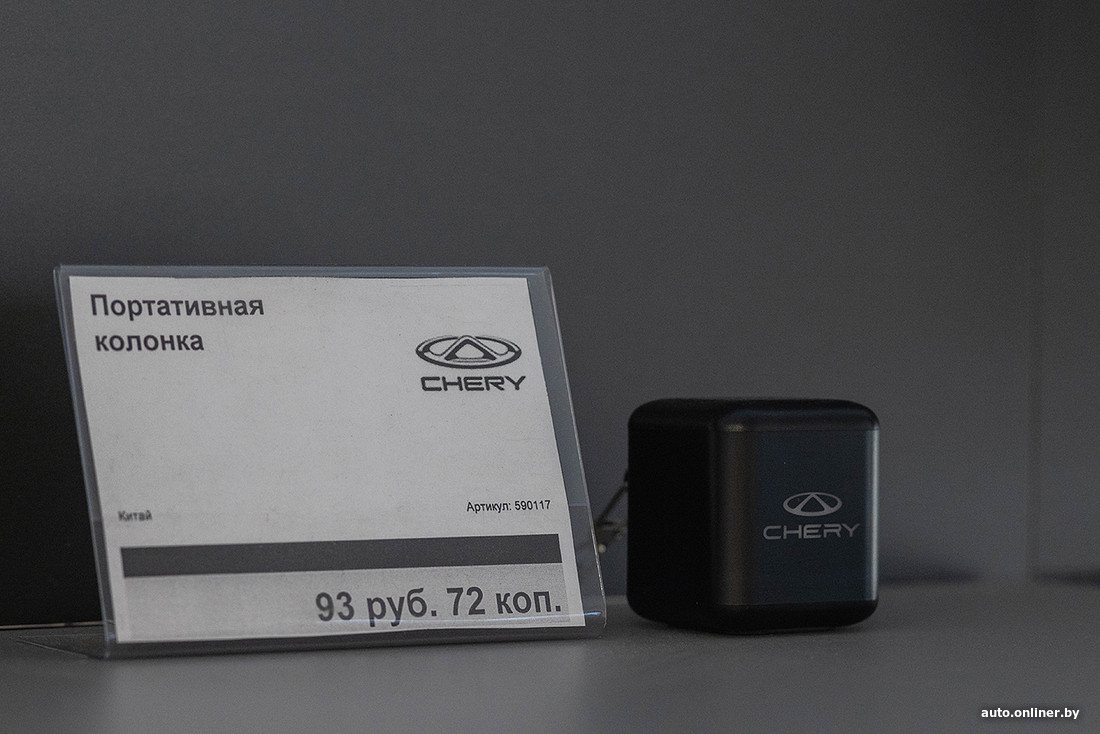 Портативная
колонка
CHERY
Китай
Артикул: 590117
93 руб. 72 коп.
CHERY
auto.onliner.by